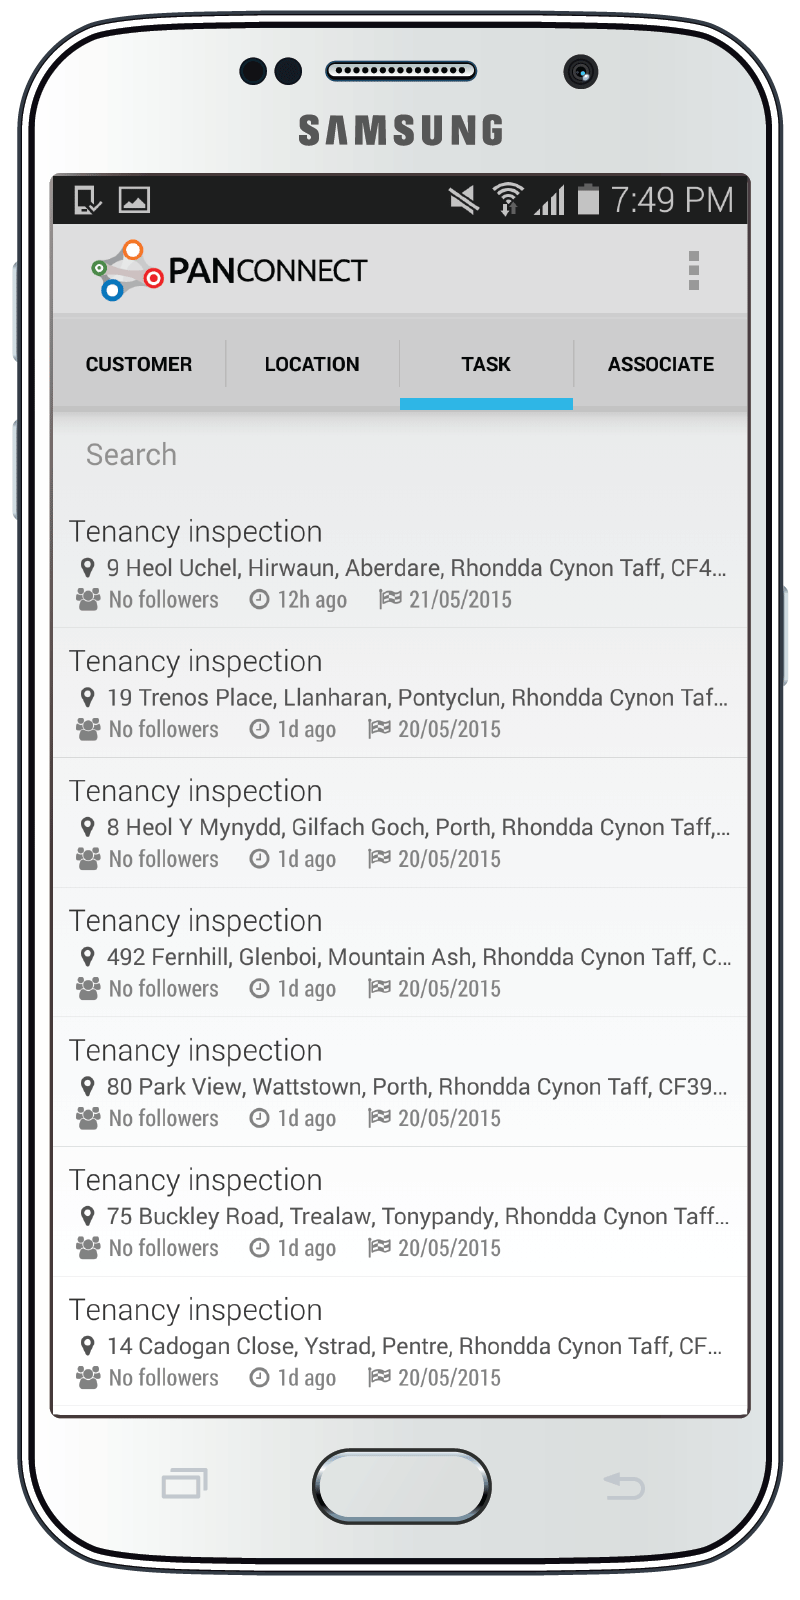 SAMSUNG
7:49 PM
PANCONNECT
CUSTOMER LOCATION TASK ASSOCIATE
Search
Tenancy inspection
9 Heol Uchel, Hirwaun, Aberdare, Rhondda Cynon Taff, CF4...
No followers 12h ago 21/05/2015
Tenancy inspection
19 Trenos Place, Llanharan, Pontyclun, Rhondda Cynon Taf...
No followers 1d ago 20/05/2015
Tenancy inspection
8 Heol Y Mynydd, Gilfach Goch, Porth, Rhondda Cynon Taff,...
No followers 1d ago 20/05/2015
Tenancy inspection
492 Fernhill, Glenboi, Mountain Ash, Rhondda Cynon Taff, C...
No followers 1d ago 20/05/2015
Tenancy inspection
80 Park View, Wattstown, Porth, Rhondda Cynon Taff, CF39...
No followers 1d ago 20/05/2015
Tenancy inspection
75 Buckley Road, Trealaw, Tonypandy, Rhondda Cynon Taff...
No followers 1d ago 20/05/2015
Tenancy inspection
14 Cadogan Close, Ystrad, Pentre, Rhondda Cynon Taff, CF...
No followers 1d ago 20/05/2015